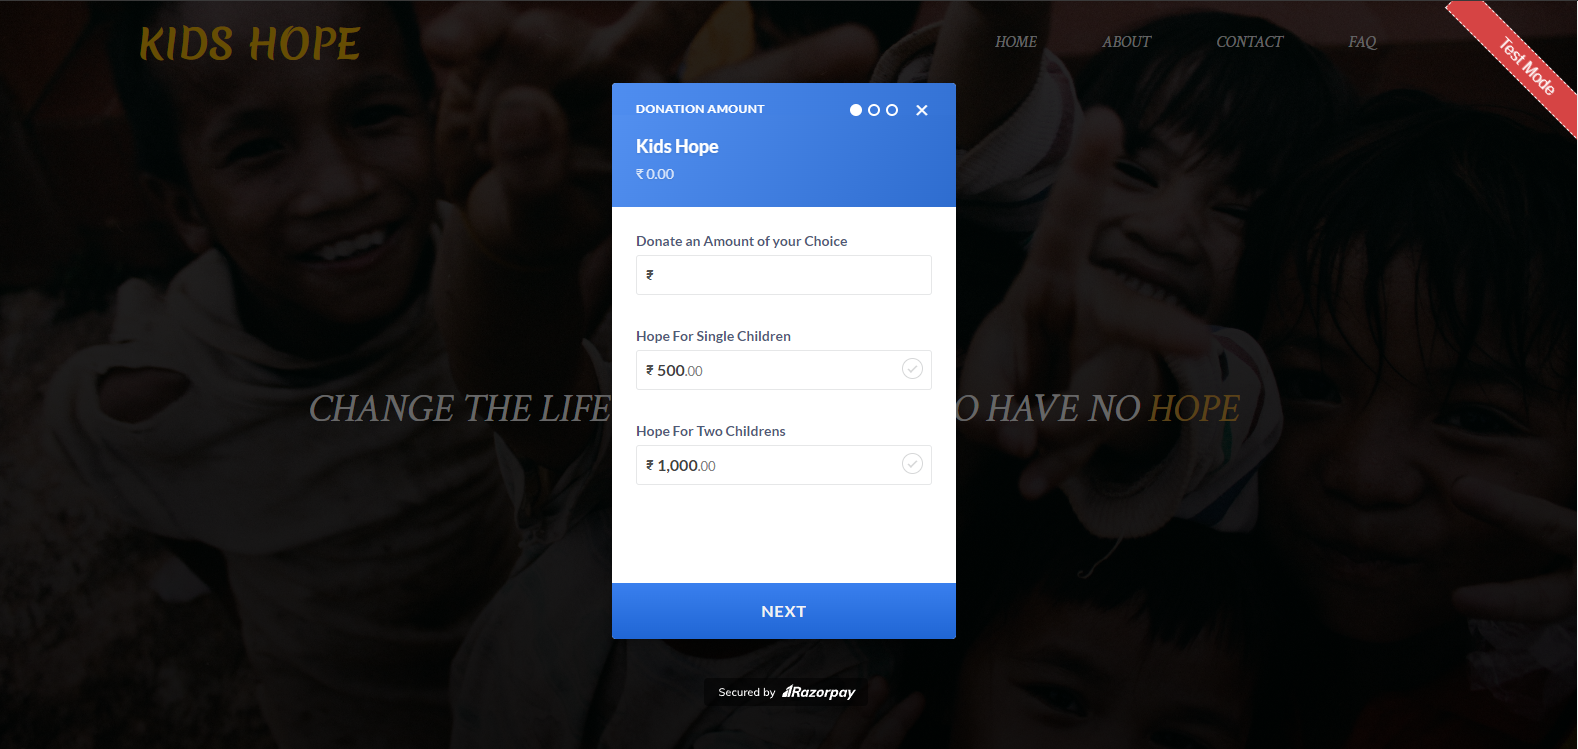 KIDS HOPE
HOME ABOUT CONTACT FAQ
Test Mode
DONATION AMOUNT
Kids Hope
₹ 0.00
Donate an Amount of your Choice
₹
Hope For Single Children
₹ 500.00
CHANGE THE LIFE O HAVE NO HOPE
Hope For Two Childrens
₹ 1,000.00
NEXT
Secured by Razorpay